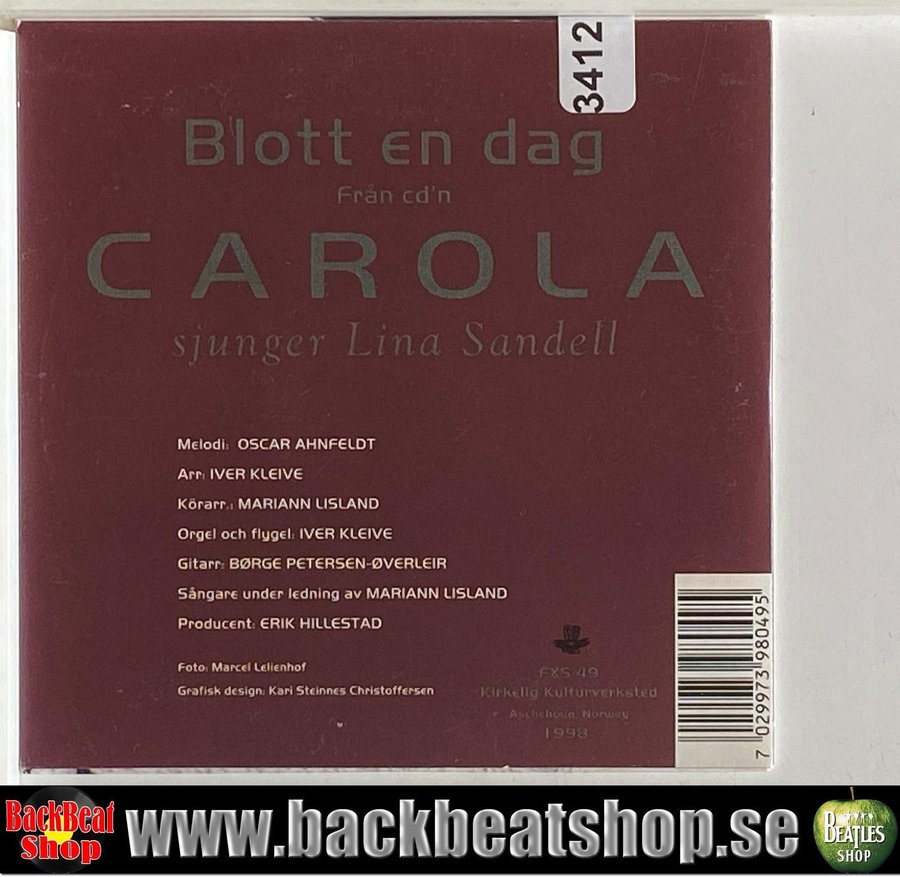 3412
Blott en dag
Från cd'n
CAROLA
sjunger Lina Sandell
Melodi: OSCAR AHNFELDT
Arr: IVER KLEIVE
Körarr.: MARIANN LISLAND
Orgel och flygel: IVER KLEIVE
Gitarr: BØRGE PETERSEN-ØVERLEIR
Sångare under ledning av MARIANN LISLAND
Producent: ERIK HILLESTAD
Foto: Marcel Lelienhof
Grafisk design: Kari Steinnes Christoffersen
FXS 49
Kirkelig Kulturverksted
Aschehoug, Norway
1998
7 029973 980495
BackBeat Shop
www.backbeatshop.se
BEATLES SHOP